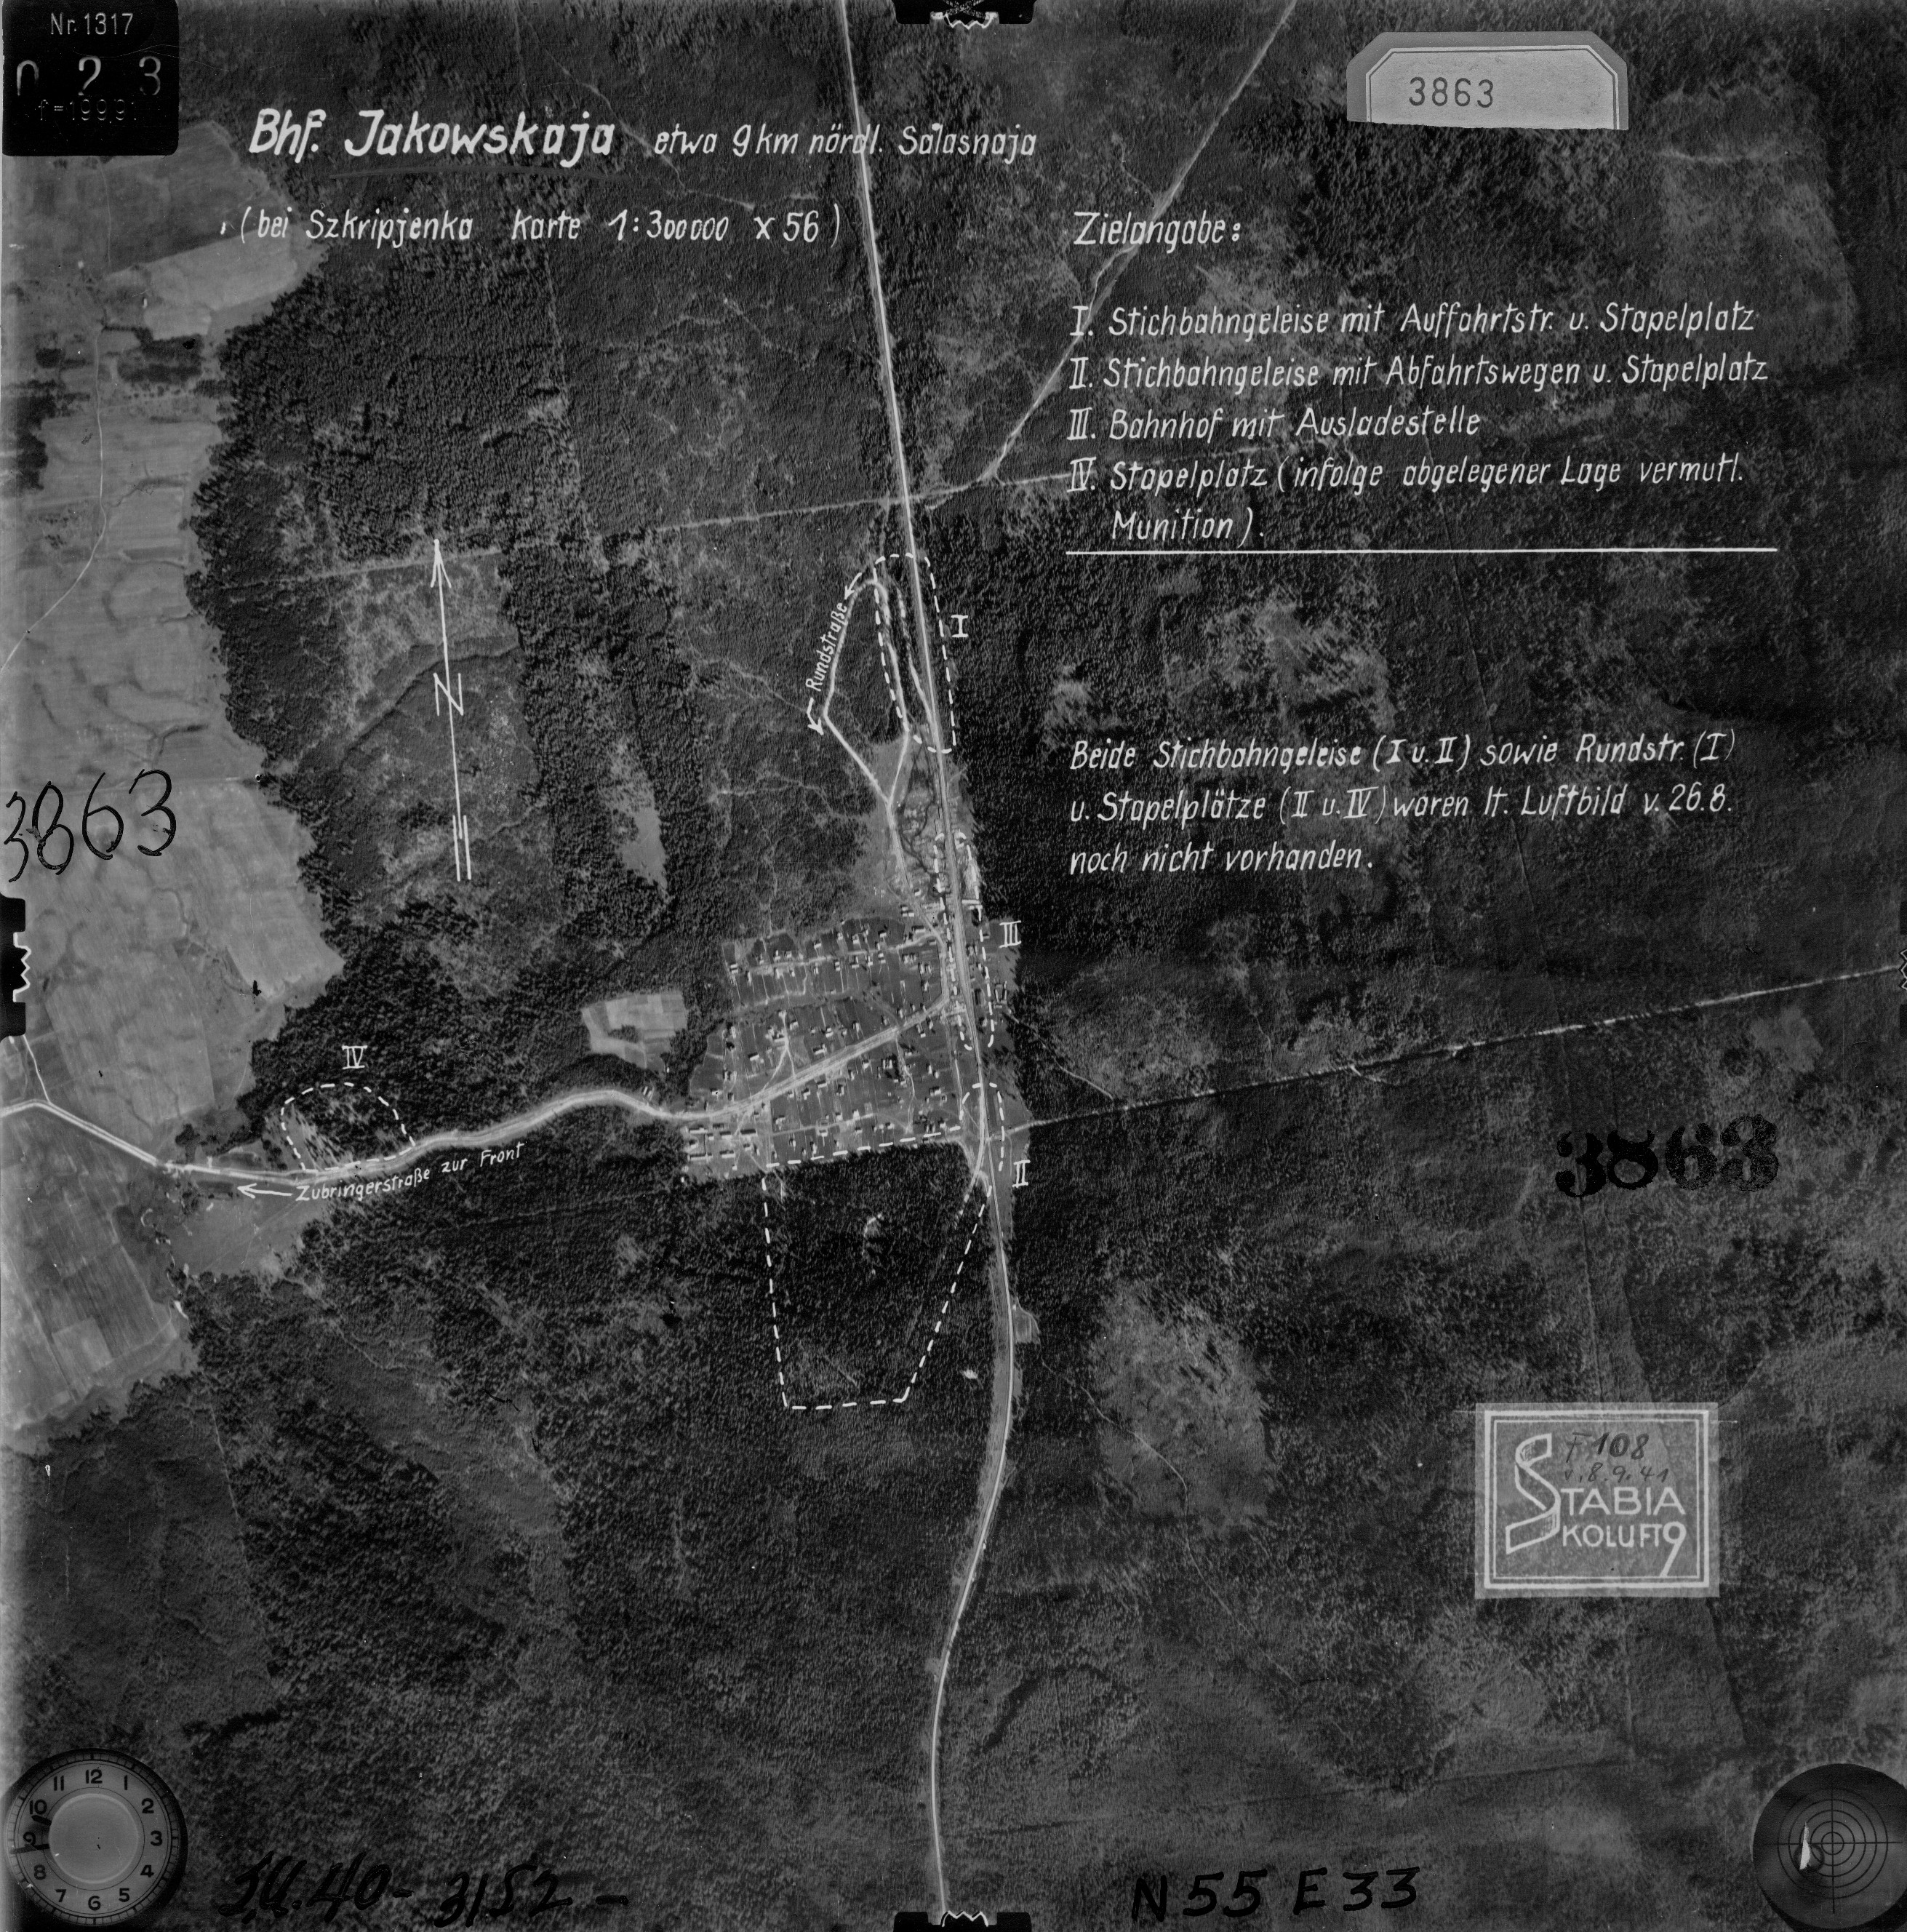 Nr. 1317
0 2 3
f=199,91
3863
Bhf. Jakowskaja etwa 9 km nördl. Salasnaja
(bei Szkripjenka Karte 1:300000 X 56)
Zielangabe:
I. Stichbahngeleise mit Auffahrtstr. u. Stapelplatz
II. Stichbahngeleise mit Abfahrtswegen u. Stapelplatz
III. Bahnhof mit Ausladestelle
IV. Stapelplatz (infolge abgelegener Lage vermutl.
Munition).
Rundstraße
I
N
Beide Stichbahngeleise (I u. II) sowie Rundstr. (I)
u. Stapelplätze (II u. IV) waren lt. Luftbild v. 26.8.
noch nicht vorhanden.
3863
III
IV
Zubringerstraße zur Front
II
3863
F 108
v. 8.9.41
STABIA
KOLUFT 9
12 1 2 3 4 5 6 7 8 9 10 11
N55 E33